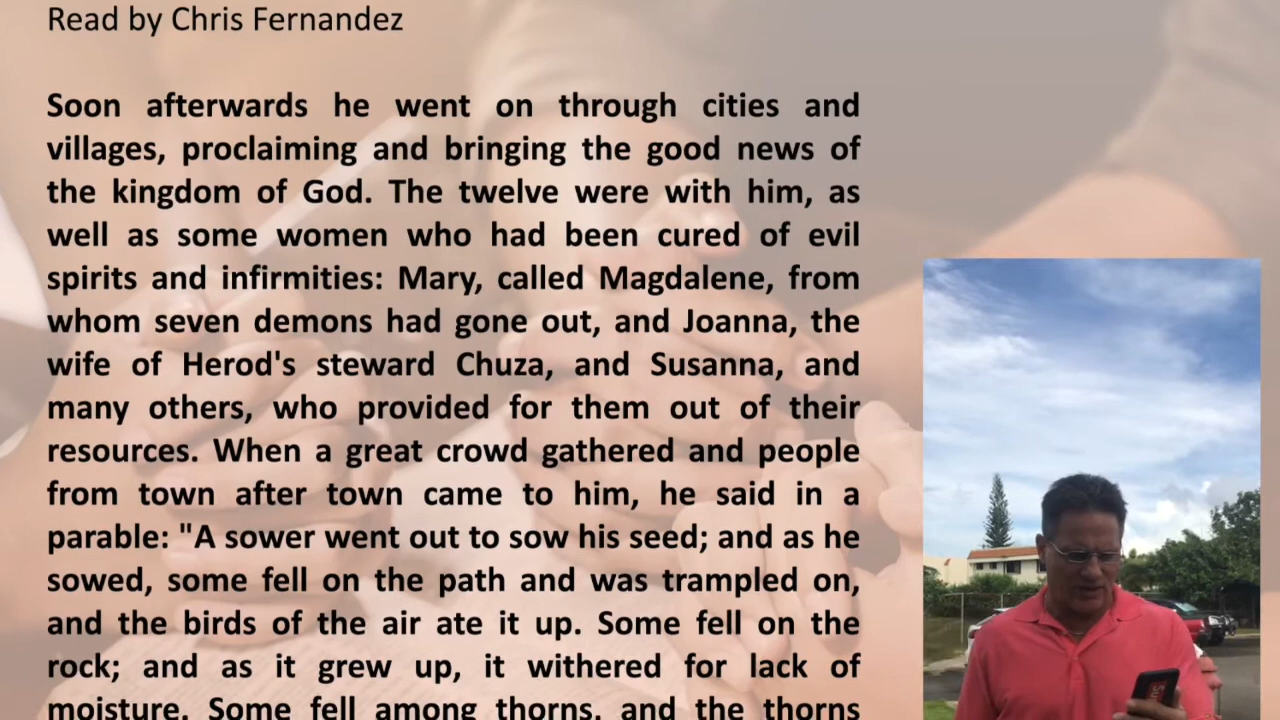 Read by Chris Fernandez
Soon afterwards he went on through cities and
villages, proclaiming and bringing the good news of
the kingdom of God. The twelve were with him, as
well as some women who had been cured of evil
spirits and infirmities: Mary, called Magdalene, from
whom seven demons had gone out, and Joanna, the
wife of Herod's steward Chuza, and Susanna, and
many others, who provided for them out of their
resources. When a great crowd gathered and people
from town after town came to him, he said in a
parable: "A sower went out to sow his seed; and as he
sowed, some fell on the path and was trampled on,
and the birds of the air ate it up. Some fell on the
rock; and as it grew up, it withered for lack of
moisture. Some fell among thorns, and the thorns